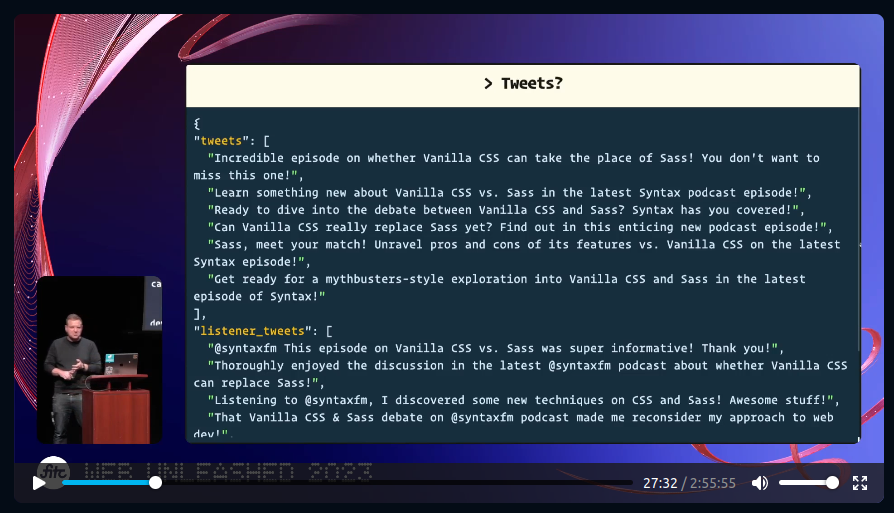 > Tweets?
{
"tweets": [
"Incredible episode on whether Vanilla CSS can take the place of Sass! You don't want to
miss this one!",
"Learn something new about Vanilla CSS vs. Sass in the latest Syntax podcast episode!",
"Ready to dive into the debate between Vanilla CSS and Sass? Syntax has you covered!",
"Can Vanilla CSS really replace Sass yet? Find out in this enticing new podcast episode!",
"Sass, meet your match! Unravel pros and cons of its features vs. Vanilla CSS on the latest
Syntax episode!",
"Get ready for a mythbusters-style exploration into Vanilla CSS and Sass in the latest
episode of Syntax!"
],
"listener_tweets": [
"@syntaxfm This episode on Vanilla CSS vs. Sass was super informative! Thank you!",
"Thoroughly enjoyed the discussion in the latest @syntaxfm podcast about whether Vanilla CSS
can replace Sass!",
"Listening to @syntaxfm, I discovered some new techniques on CSS and Sass! Awesome stuff!",
"That Vanilla CSS & Sass debate on @syntaxfm podcast made me reconsider my approach to web
dev!",
ca
dev
fitc
WEB UNLEASHED 2023
27:32 / 2:55:55